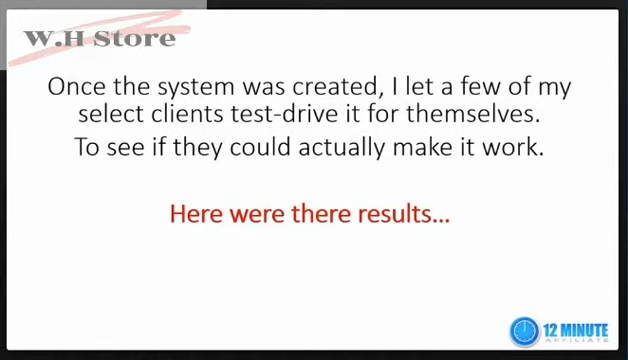 W.H Store
Once the system was created, I let a few of my
select clients test-drive it for themselves.
To see if they could actually make it work.
Here were there results...
12 MINUTE
AFFILIATE